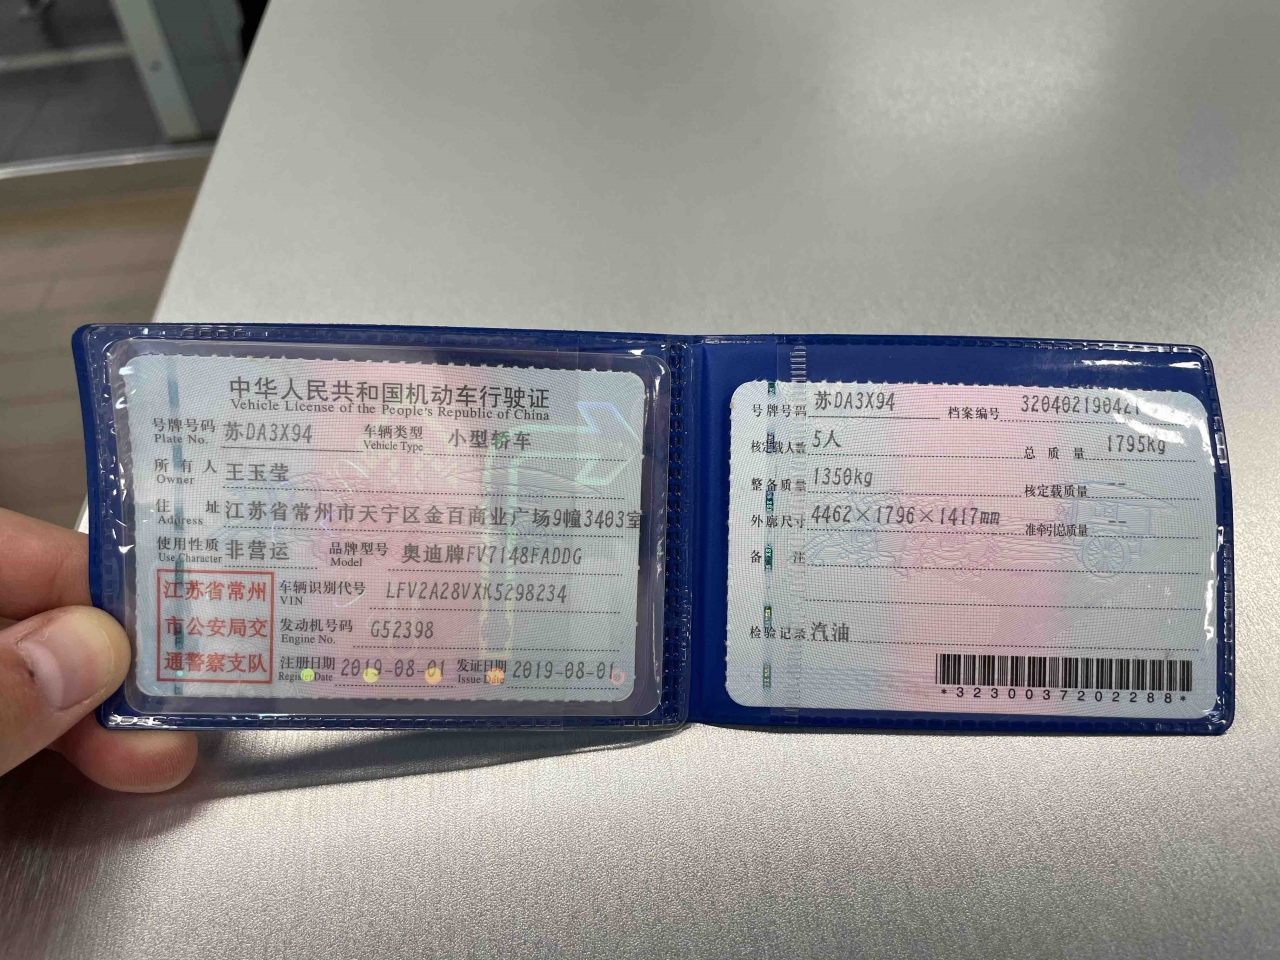 中华人民共和国机动车行驶证
Vehicle License of the People's Republic of China
号牌号码 苏DA3X94 车辆类型 小型轿车
Plate No. Vehicle Type
所有人 王玉莹
Owner
住址 江苏省常州市天宁区金百商业广场9幢3403室
Address
使用性质 非营运 品牌型号 奥迪牌FV7148FADDG
Use Character Model
江苏省常州
市公安局交
通警察支队
车辆识别代号 LFV2A28VXK5298234
VIN
发动机号码 G52398
Engine No.
注册日期 2019-08-01 发证日期 2019-08-01
Register Date Issue Date
号牌号码 苏DA3X94 档案编号 320402190421
核定载人数 5人 总质量 1795kg
整备质量 1350kg 核定载质量 --
外廓尺寸 4462×1796×1417mm 准牵引总质量 --
备注
检验记录 汽油
*3230037202288*